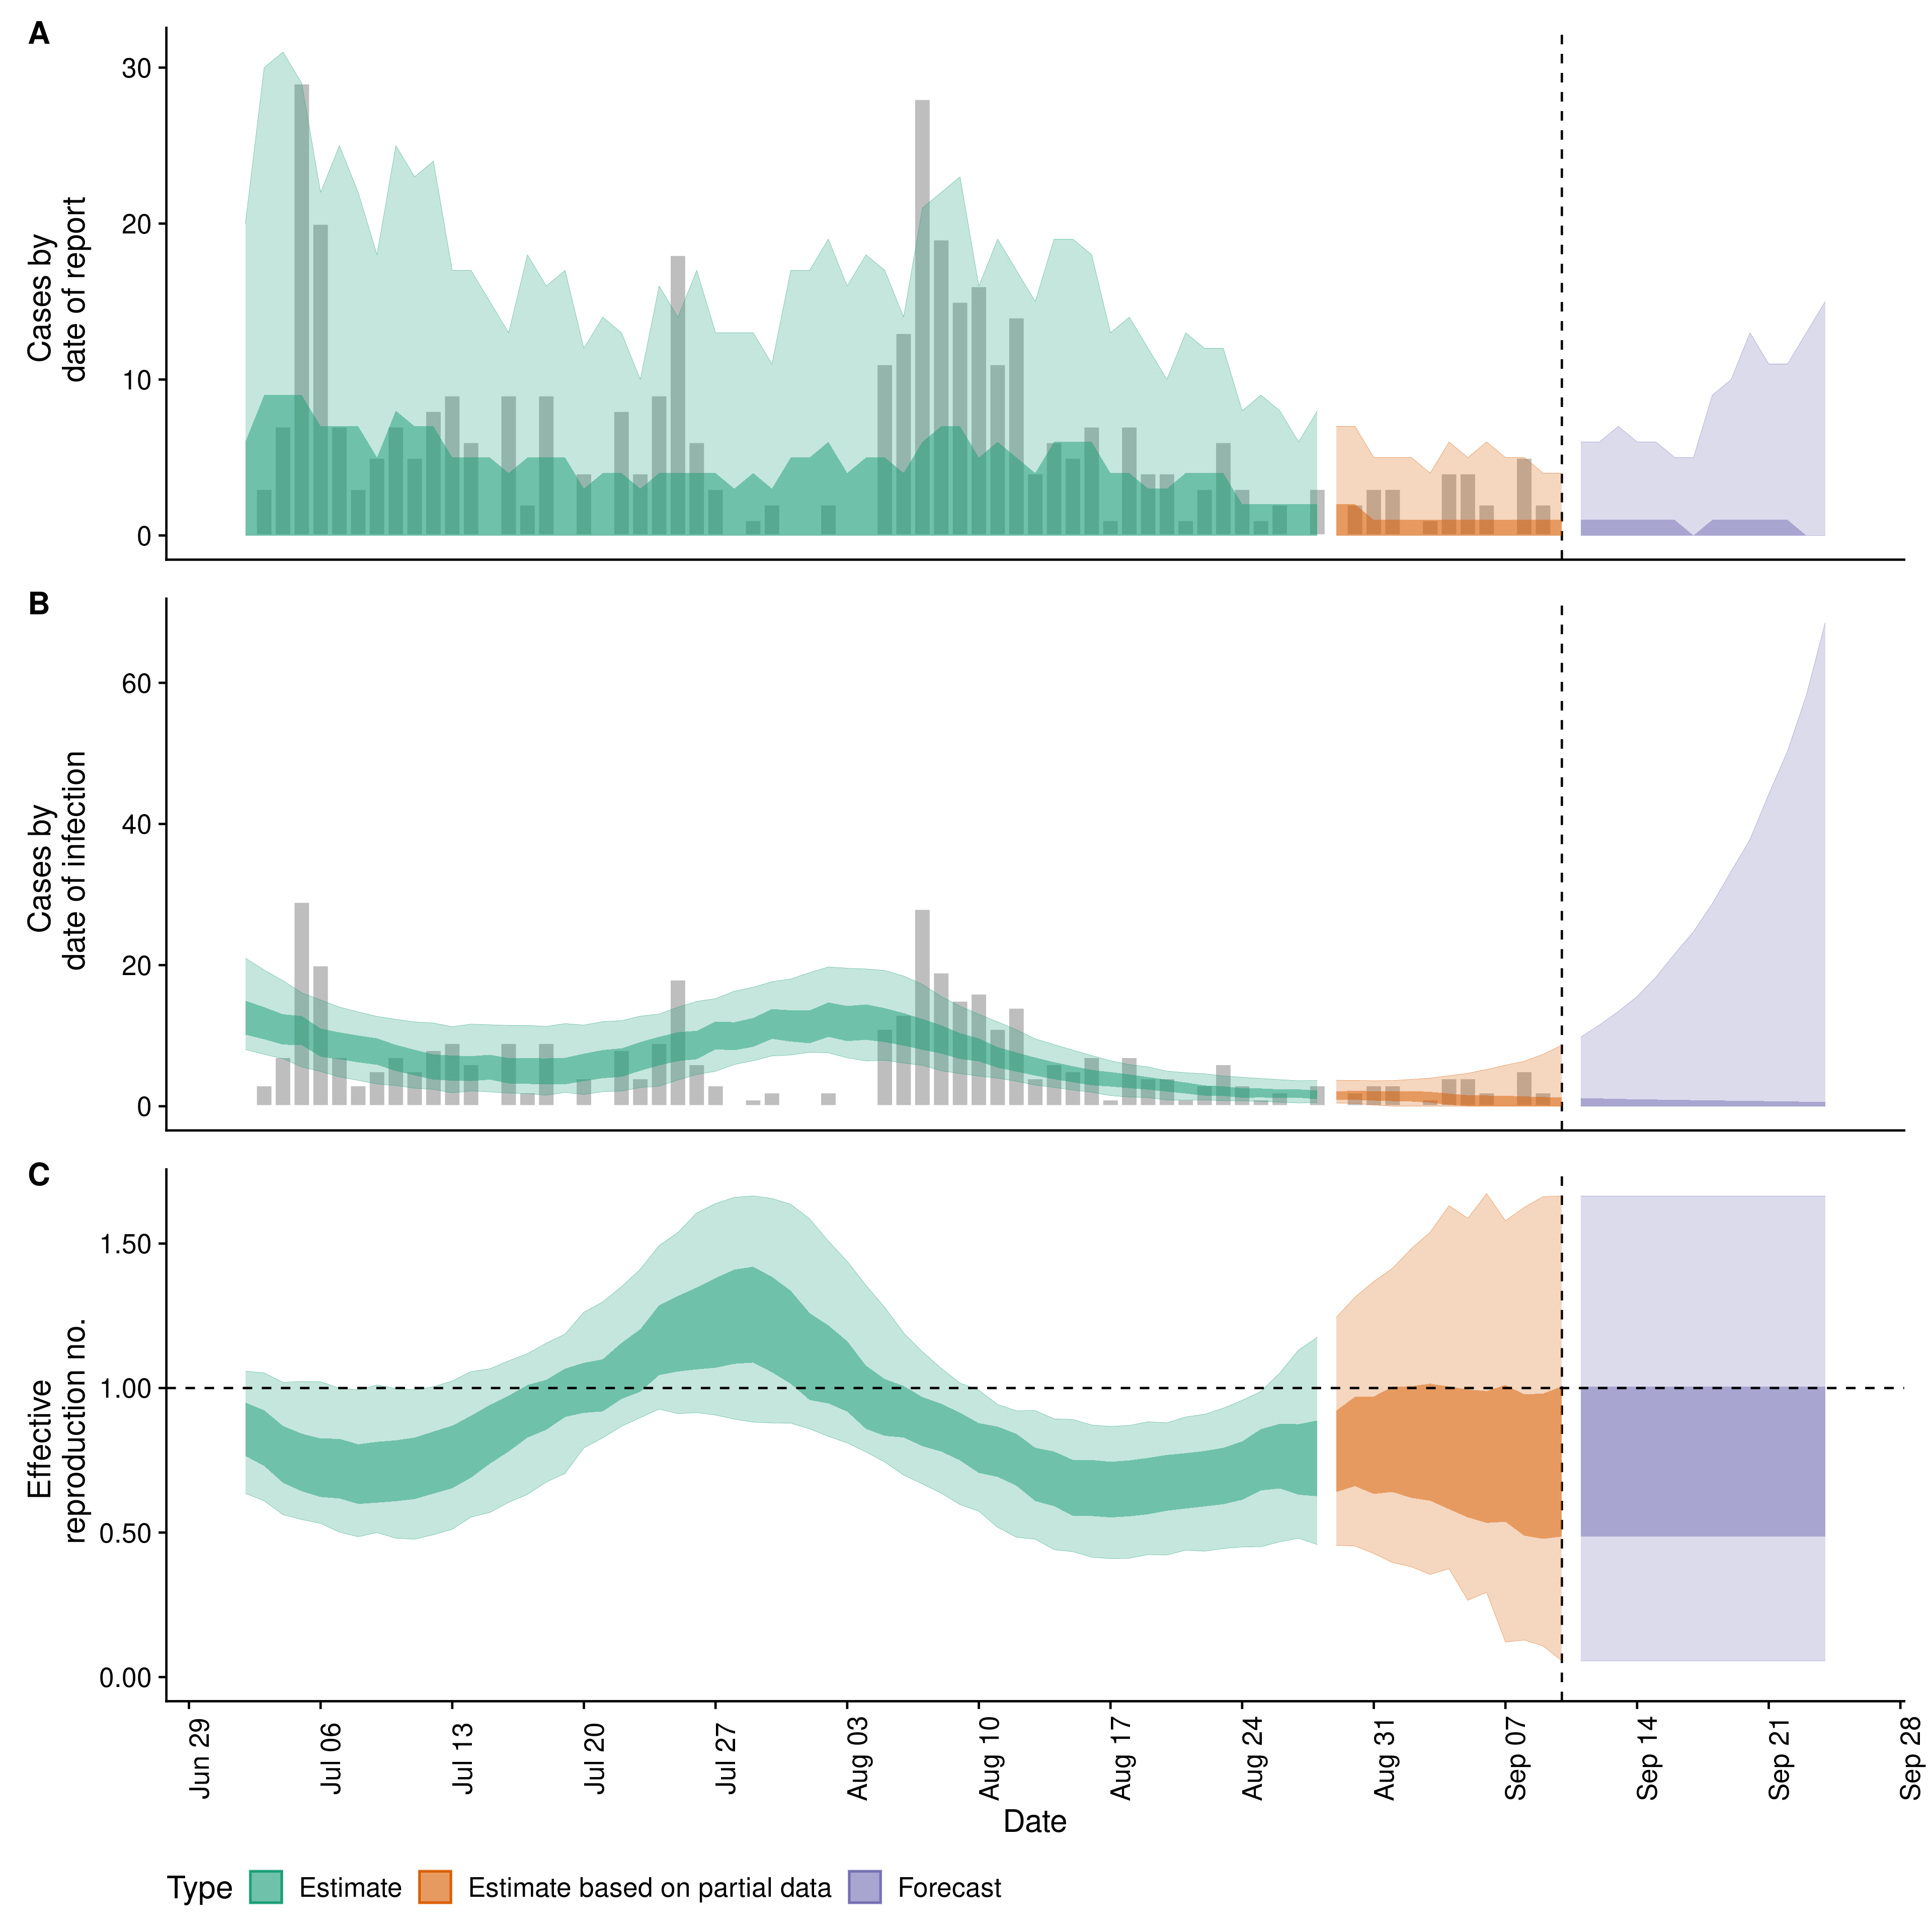 A
Cases by
date of report
30
20
10
0
B
Cases by
date of infection
60
40
20
0
C
Effective
reproduction no.
1.50
1.00
0.50
0.00
Jun 29
Jul 06
Jul 13
Jul 20
Jul 27
Aug 03
Aug 10
Aug 17
Aug 24
Aug 31
Sep 07
Sep 14
Sep 21
Sep 28
Date
Type Estimate Estimate based on partial data Forecast